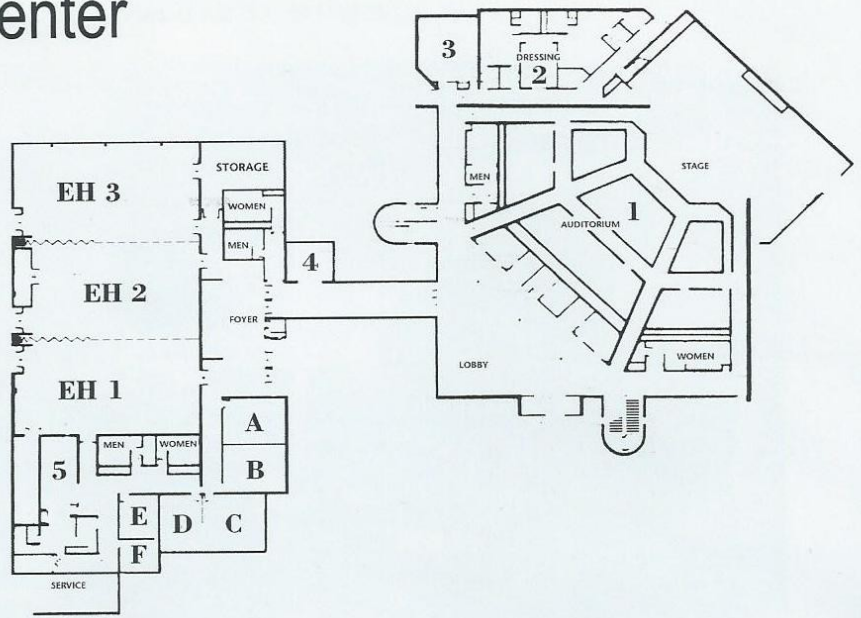 enter
3
DRESSING
2
STORAGE
EH 3
WOMEN
MEN
MEN
STAGE
1
AUDITORIUM
4
EH 2
FOYER
LOBBY
WOMEN
EH 1
A
MEN
WOMEN
B
5
E
D
C
F
SERVICE